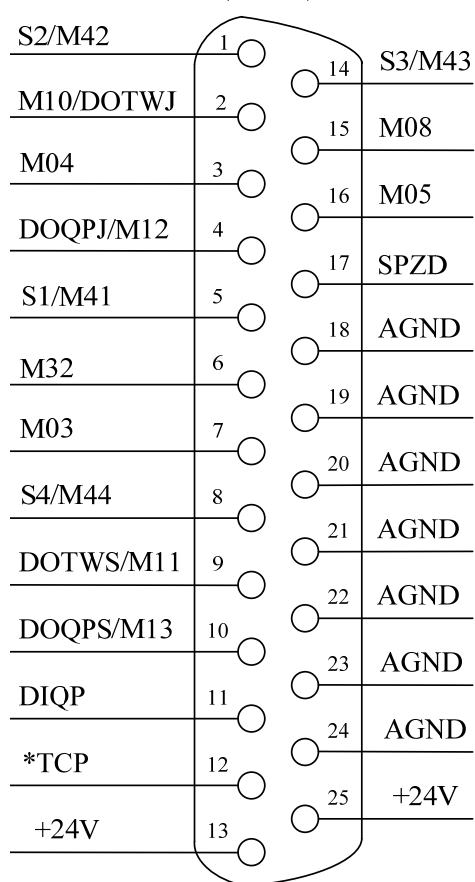 S2/M42 1
14 S3/M43
M10/DOTWJ 2
15 M08
M04 3
16 M05
DOQPJ/M12 4
17 SPZD
S1/M41 5
18 AGND
M32 6
19 AGND
M03 7
20 AGND
S4/M44 8
21 AGND
DOTWS/M11 9
22 AGND
DOQPS/M13 10
23 AGND
DIQP 11
24 AGND
*TCP 12
25 +24V
+24V 13